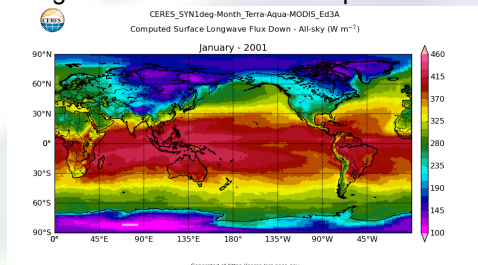 CERES
CERES_SYN1deg-Month_Terra-Aqua-MODIS_Ed3A
Computed Surface Longwave Flux Down - All-sky (W m⁻²)
January - 2001
90°N
60°N
30°N
0°
30°S
60°S
90°S
0° 45°E 90°E 135°E 180° 135°W 90°W 45°W
460
415
370
325
280
235
190
145
100